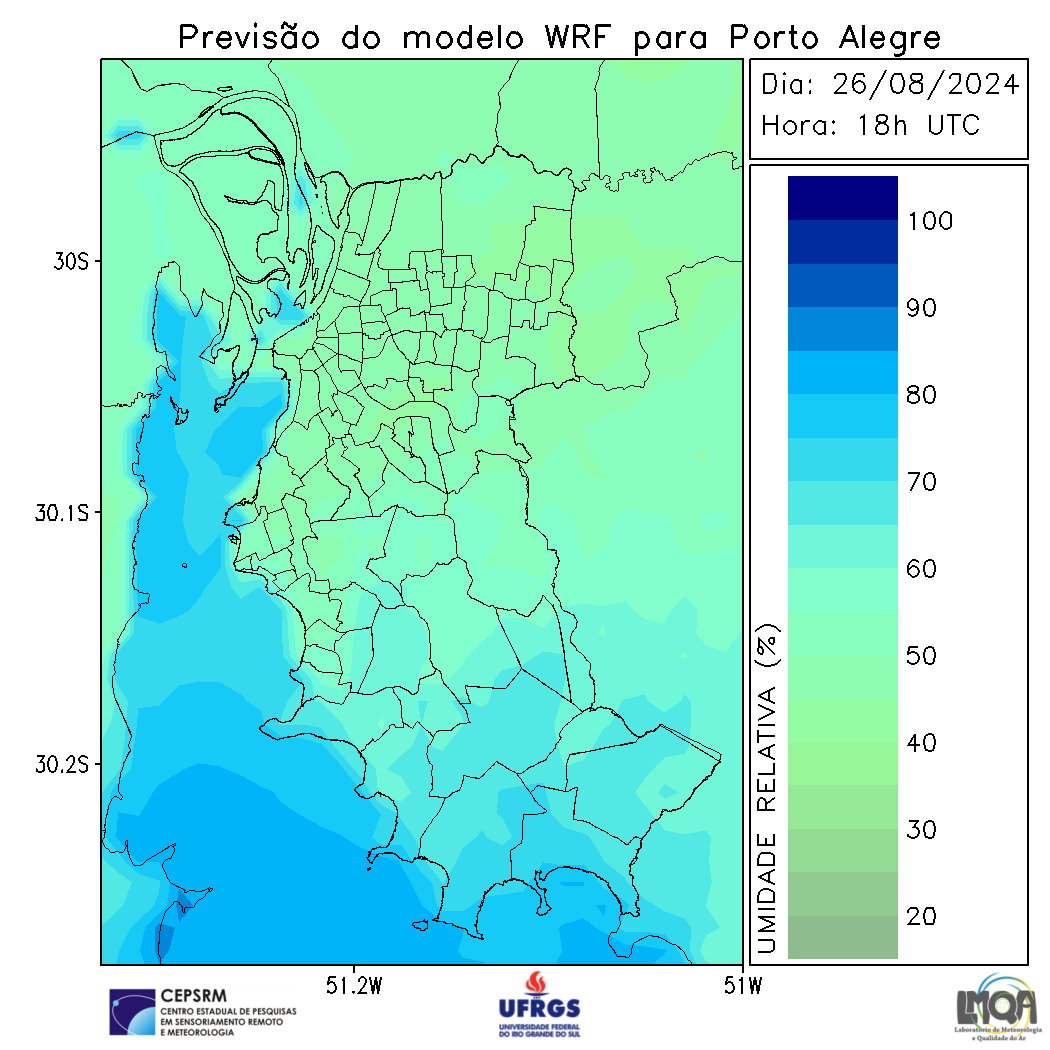 Previsão do modelo WRF para Porto Alegre
Dia: 26/08/2024
Hora: 18h UTC
30S
30.1S
30.2S
51.2W
51W
100
90
80
70
60
50
40
30
20
UMIDADE RELATIVA (%)
CEPSRM
CENTRO ESTADUAL DE PESQUISAS
EM SENSORIAMENTO REMOTO
E METEOROLOGIA
UFRGS
UNIVERSIDADE FEDERAL
DO RIO GRANDE DO SUL
LMQA
Laboratório de Meteorologia
e Qualidade do Ar